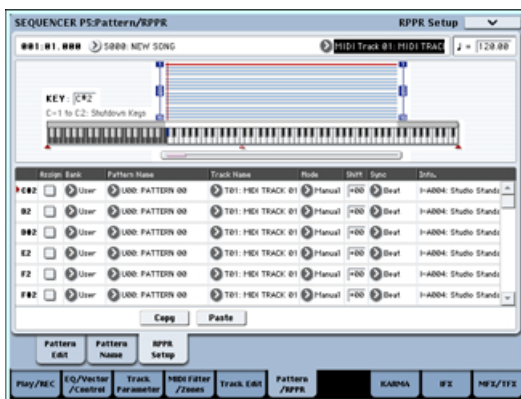 SEQUENCER P5:Pattern/RPPR RPPR Setup
001:01.000 S000: NEW SONG MIDI Track 01: MIDI TRAC ♩ = 120.00
KEY: C#2
C-1 to C2: Shutdown Keys
Assign Bank Pattern Name Track Name Mode Shift Sync Info.
C#2 User U00: PATTERN 00 T01: MIDI TRACK 01 Manual +00 Beat I-A004: Studio Standa
D2 User U00: PATTERN 00 T01: MIDI TRACK 01 Manual +00 Beat I-A004: Studio Standa
D#2 User U00: PATTERN 00 T01: MIDI TRACK 01 Manual +00 Beat I-A004: Studio Standa
E2 User U00: PATTERN 00 T01: MIDI TRACK 01 Manual +00 Beat I-A004: Studio Standa
F2 User U00: PATTERN 00 T01: MIDI TRACK 01 Manual +00 Beat I-A004: Studio Standa
F#2 User U00: PATTERN 00 T01: MIDI TRACK 01 Manual +00 Beat I-A004: Studio Standa
Copy Paste
Pattern Edit Pattern Name RPPR Setup
Play/REC EQ/Vector/Control Track Parameter MIDI Filter/Zones Track Edit Pattern/RPPR KARMA IFX MFX/TFX